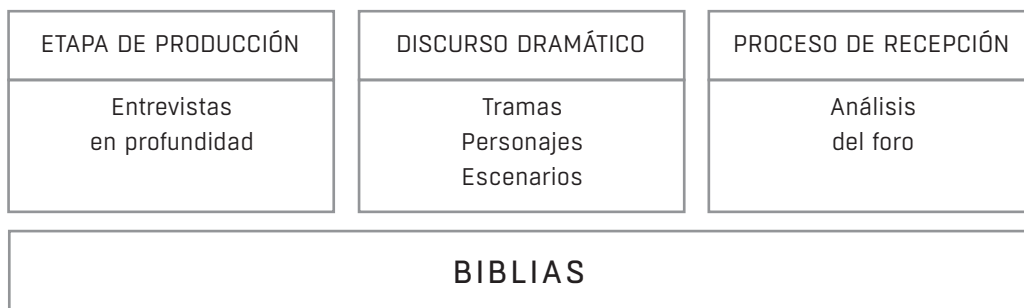 ETAPA DE PRODUCCIÓN
Entrevistas
en profundidad
DISCURSO DRAMÁTICO
Tramas
Personajes
Escenarios
PROCESO DE RECEPCIÓN
Análisis
del foro
BIBLIAS